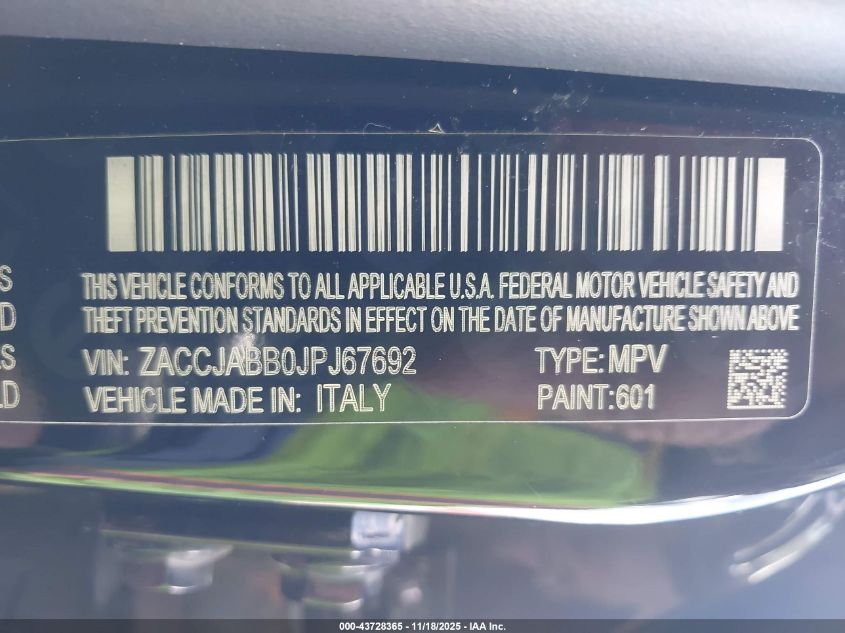 THIS VEHICLE CONFORMS TO ALL APPLICABLE U.S.A. FEDERAL MOTOR VEHICLE SAFETY AND
S
THEFT PREVENTION STANDARDS IN EFFECT ON THE DATE OF MANUFACTURE SHOWN ABOVE
D
VIN: ZACCJABB0JPJ67692 TYPE: MPV
LS
VEHICLE MADE IN: ITALY PAINT:601
LD
000-43728365 - 11/18/2025 - IAA Inc.